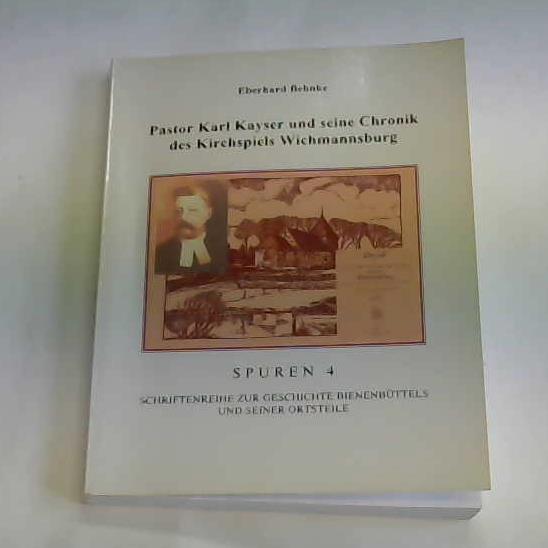 Eberhard Behnke
Pastor Karl Kayser und seine Chronik
des Kirchspiels Wichmannsburg
SPUREN 4
SCHRIFTENREIHE ZUR GESCHICHTE BIENENBÜTTELS
UND SEINER ORTSTEILE